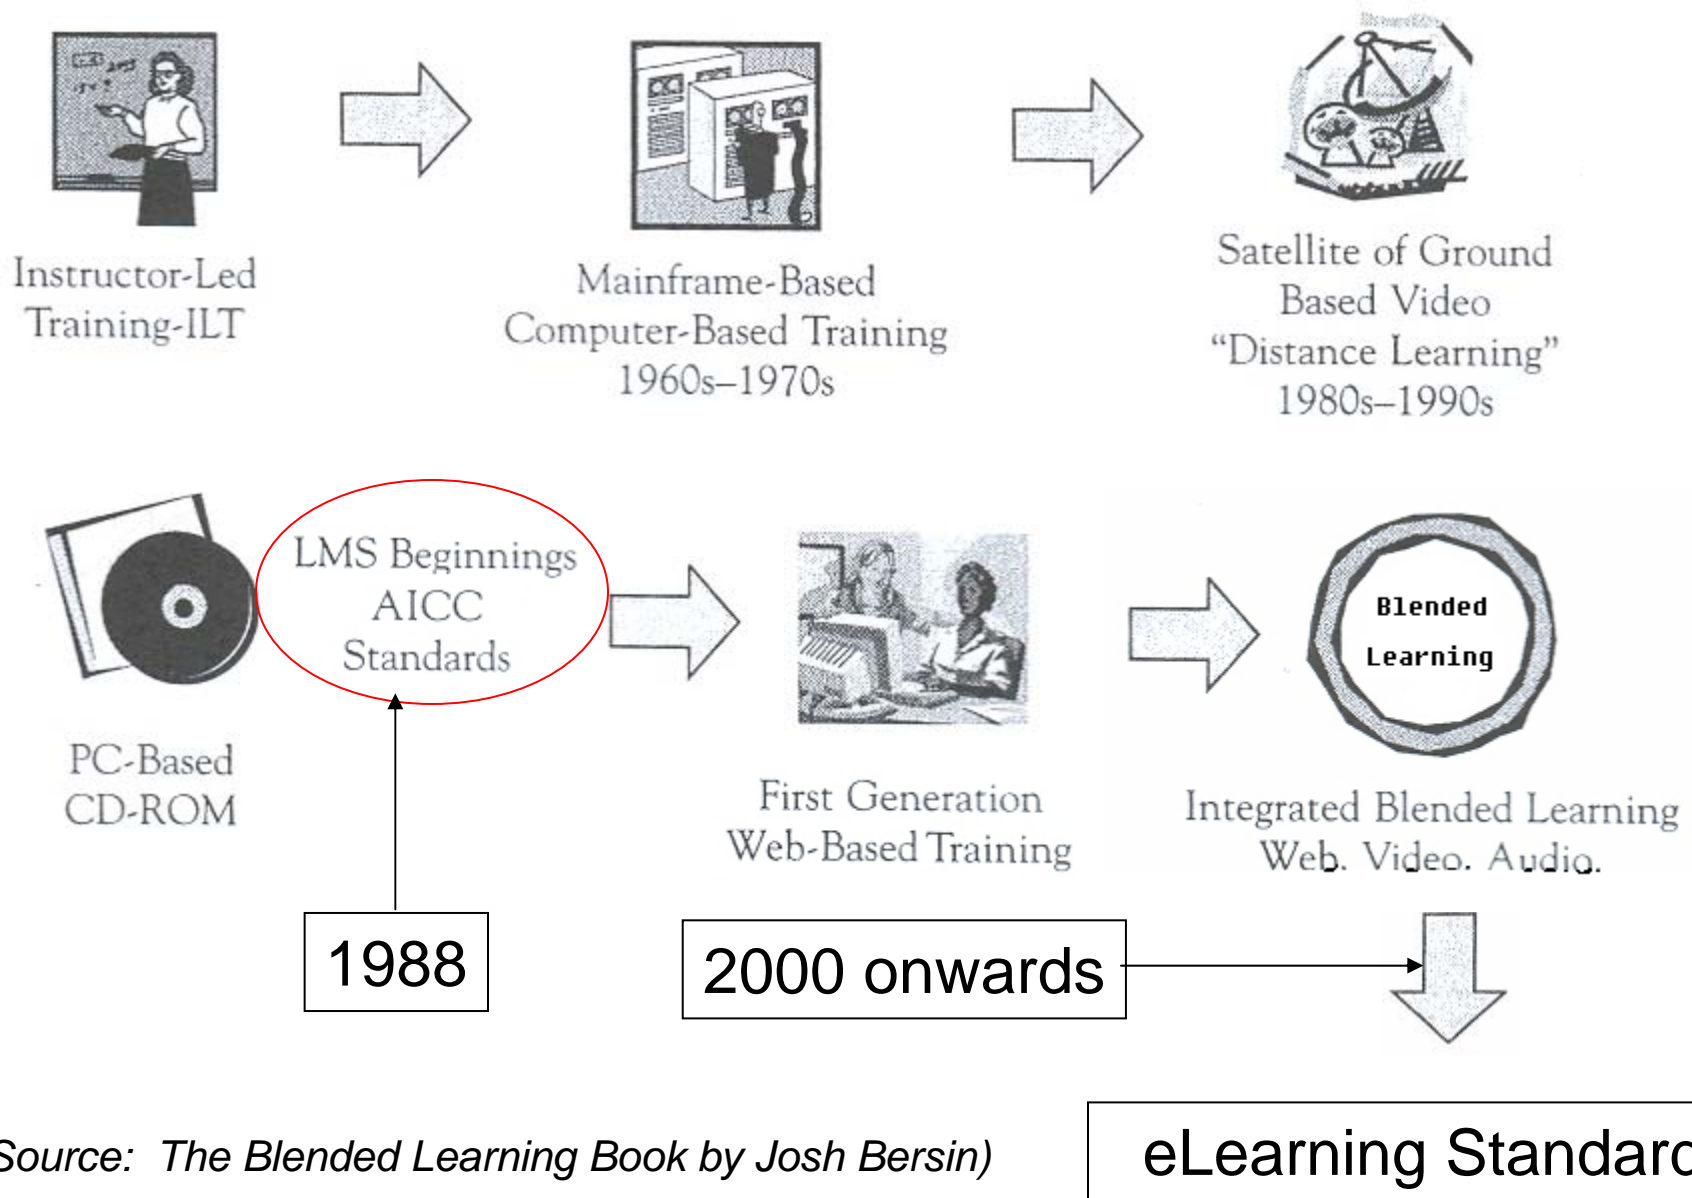 Instructor-Led
Training-ILT
Mainframe-Based
Computer-Based Training
1960s–1970s
Satellite of Ground
Based Video
“Distance Learning”
1980s–1990s
LMS Beginnings
AICC
Standards
PC-Based
CD-ROM
First Generation
Web-Based Training
Blended
Learning
Integrated Blended Learning
Web. Video. Audio.
1988
2000 onwards
Source: The Blended Learning Book by Josh Bersin)
eLearning Standard